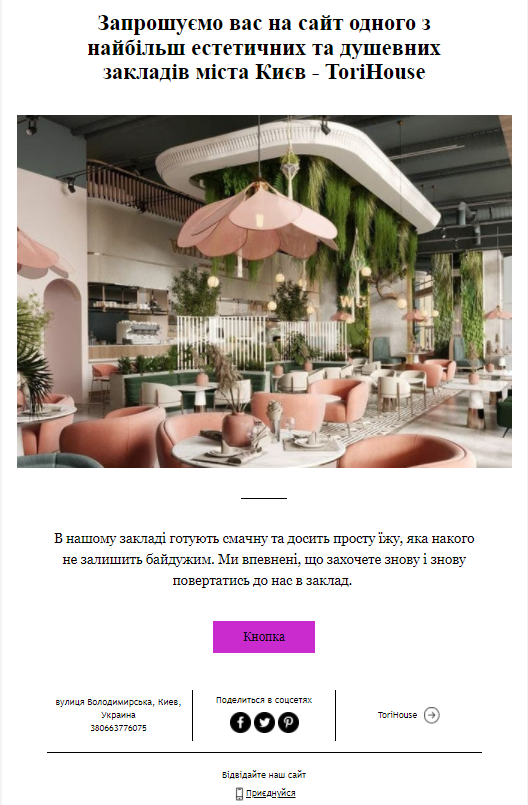 Запрошуємо вас на сайт одного з
найбільш естетичних та душевних
закладів міста Києв - ToriHouse
В нашому закладі готують смачну та досить просту їжу, яка накого
не залишить байдужим. Ми впевнені, що захочете знову і знову
повертатись до нас в заклад.
Кнопка
вулиця Володимирська, Киев,
Украина
380663776075
Поделиться в соцсетях
ToriHouse
Відвідайте наш сайт
Приєднуйся